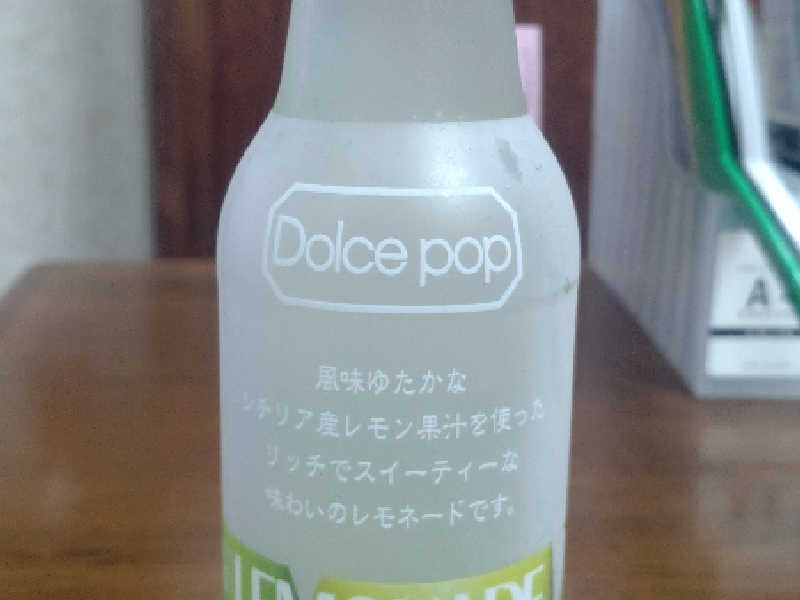 Dolce pop
風味ゆたかな
シチリア産レモン果汁を使った
リッチでスイーティーな
味わいのレモネードです。
LEMONADE
A